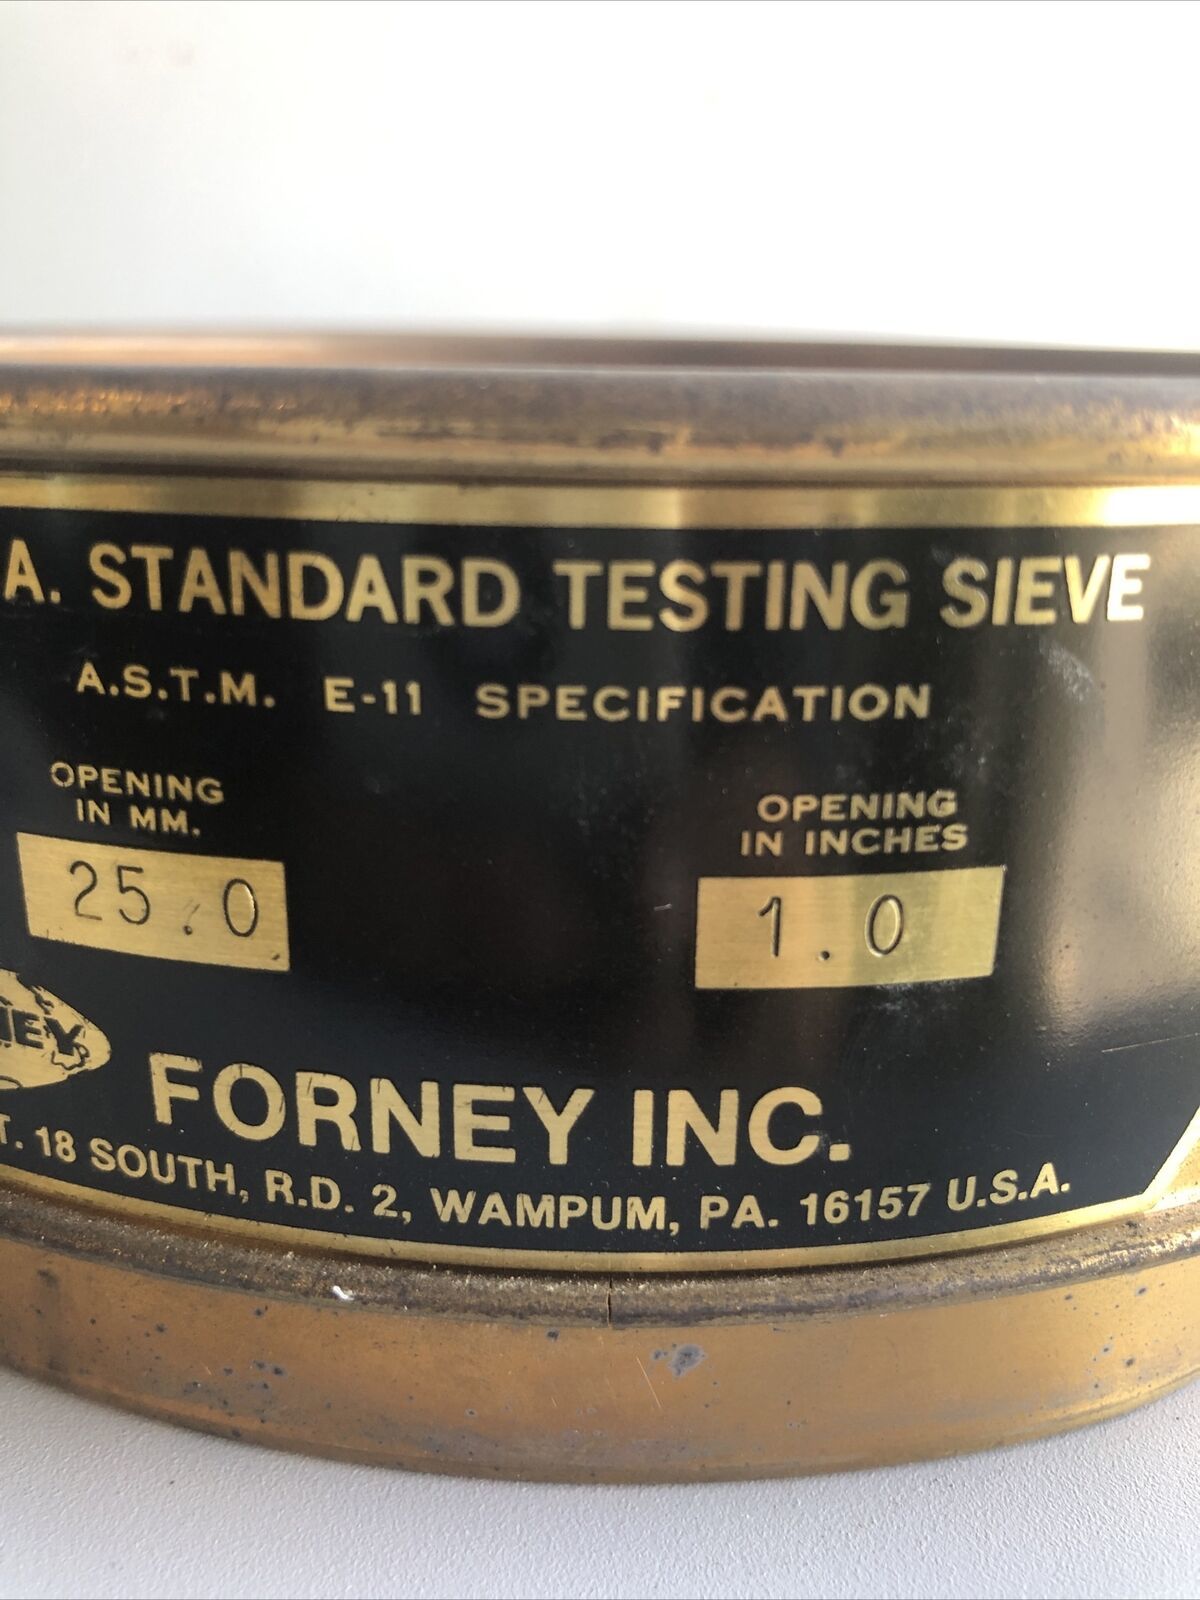 A. STANDARD TESTING SIEVE
A.S.T.M. E-11 SPECIFICATION
OPENING
IN MM.
25.0
OPENING
IN INCHES
1.0
FORNEY INC.
T. 18 SOUTH, R.D. 2, WAMPUM, PA. 16157 U.S.A.